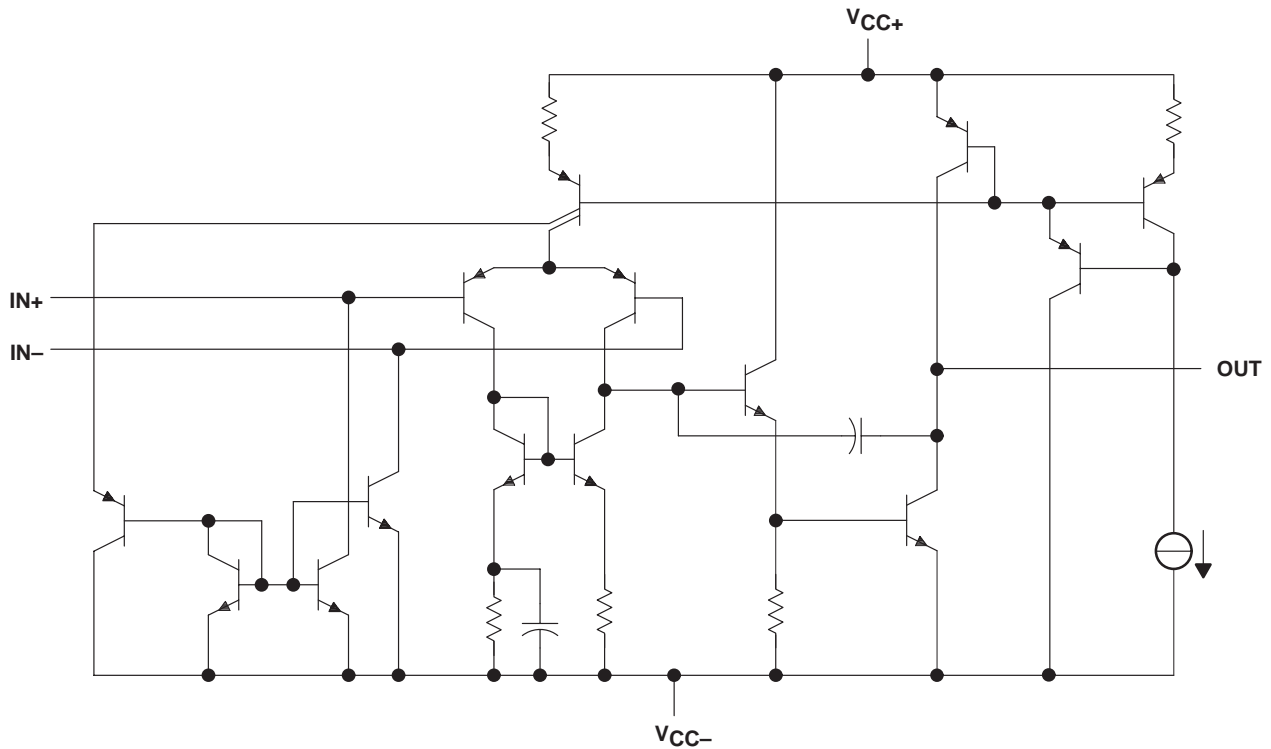 VCC+
IN+
IN–
OUT
VCC–